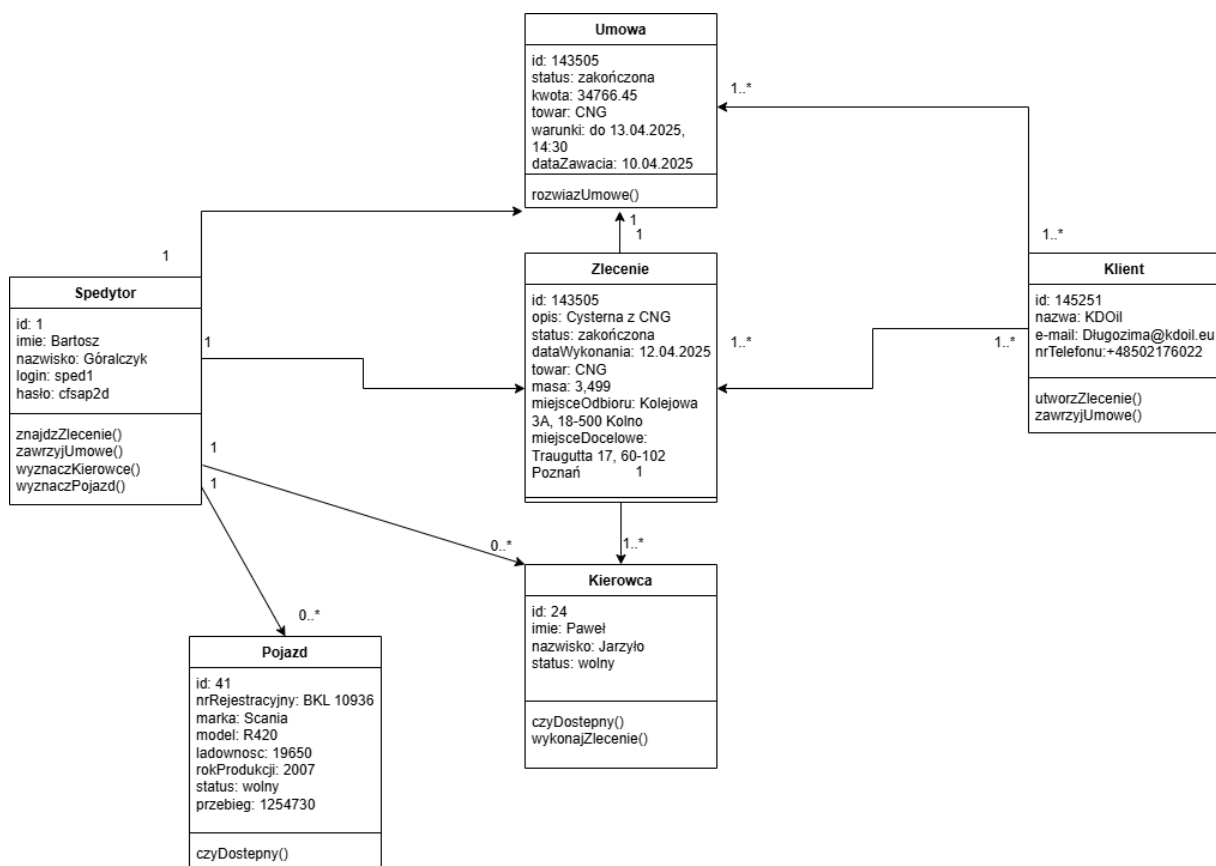 Umowa
id: 143505
status: zakończona
kwota: 34766.45
towar: CNG
warunki: do 13.04.2025,
14:30
dataZawacia: 10.04.2025
rozwiazUmowe()
1..*
1..*
1
1
1
Spedytor
id: 1
imie: Bartosz
nazwisko: Góralczyk
login: sped1
hasło: cfsap2d
znajdzZlecenie()
zawrzyjUmowe()
wyznaczKierowce()
wyznaczPojazd()
1
1
1
Zlecenie
id: 143505
opis: Cysterna z CNG
status: zakończona
dataWykonania: 12.04.2025
towar: CNG
masa: 3,499
miejsceOdbioru: Kolejowa
3A, 18-500 Kolno
miejsceDocelowe:
Traugutta 17, 60-102
Poznań
1
1..*
1..*
Klient
id: 145251
nazwa: KDOil
e-mail: Długozima@kdoil.eu
nrTelefonu:+48502176022
utworzZlecenie()
zawrzyjUmowe()
0..*
1..*
Kierowca
id: 24
imie: Paweł
nazwisko: Jarzyło
status: wolny
czyDostepny()
wykonajZlecenie()
0..*
Pojazd
id: 41
nrRejestracyjny: BKL 10936
marka: Scania
model: R420
ladownosc: 19650
rokProdukcji: 2007
status: wolny
przebieg: 1254730
czyDostepny()